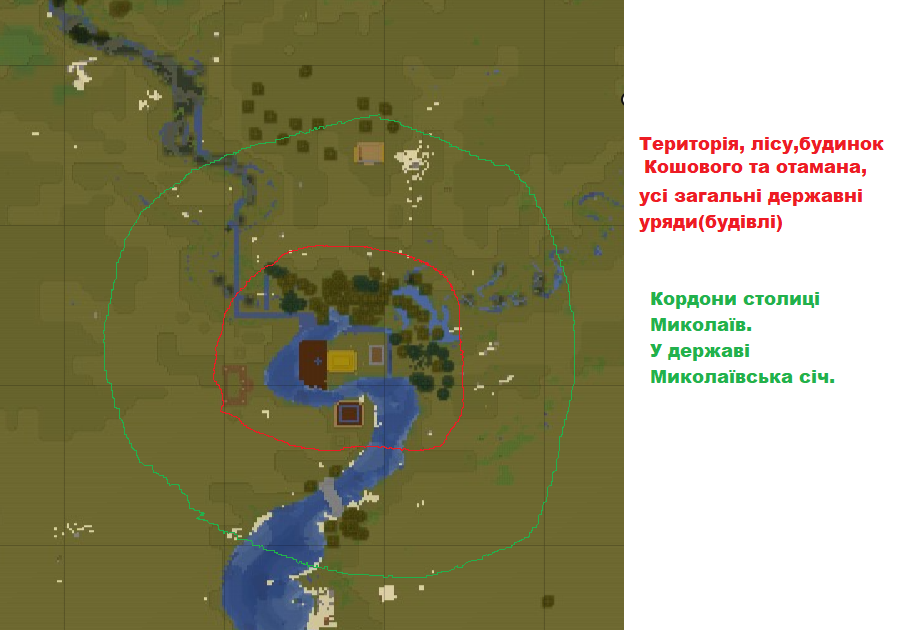 Територія, лісу,будинок
Кошового та отамана,
усі загальні державні
уряди(будівлі)
Кордони столиці
Миколаїв.
У державі
Миколаївська січ.